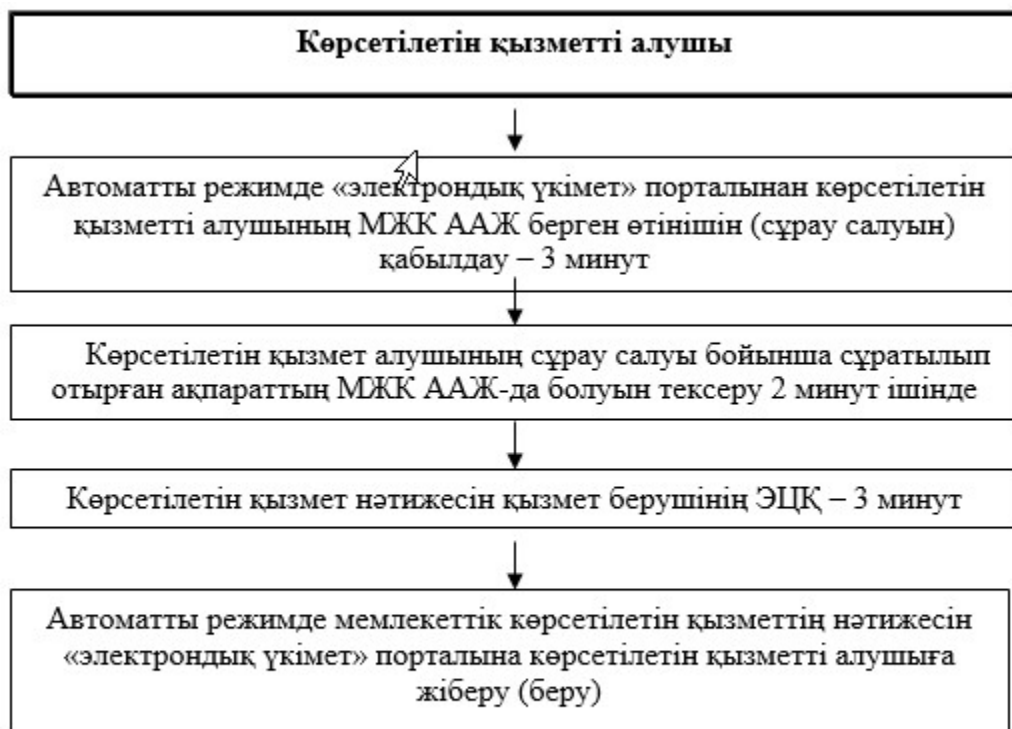 Көрсетілетін қызметті алушы
Автоматты режимде «электрондық үкімет» порталынан көрсетілетін
қызметті алушының МЖК ААЖ берген өтінішін (сұрау салуын)
қабылдау – 3 минут
Көрсетілетін қызмет алушының сұрау салуы бойынша сұратылып
отырған ақпараттың МЖК ААЖ-да болуын тексеру 2 минут ішінде
Көрсетілетін қызмет нәтижесін қызмет берушінің ЭЦҚ – 3 минут
Автоматты режимде мемлекеттік көрсетілетін қызметтің нәтижесін
«электрондық үкімет» порталына көрсетілетін қызметті алушыға
жіберу (беру)